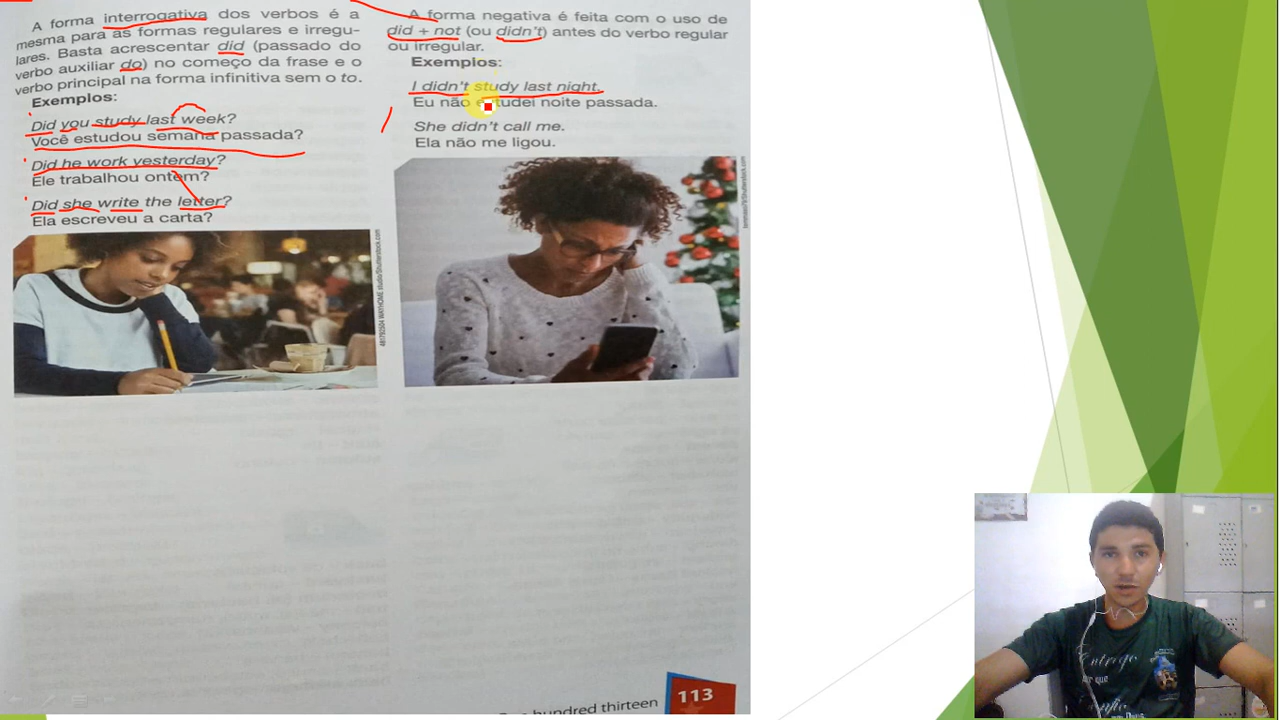 A forma interrogativa dos verbos é a
mesma para as formas regulares e irregu-
lares. Basta acrescentar did (passado do
verbo auxiliar do) no começo da frase e o
verbo principal na forma infinitiva sem o to.
Exemplos:
Did you study last week?
Você estudou semana passada?
Did he work yesterday?
Ele trabalhou ontem?
Did she write the letter?
Ela escreveu a carta?
A forma negativa é feita com o uso de
did + not (ou didn't) antes do verbo regular
ou irregular.
Exemplos:
I didn't study last night.
Eu não estudei noite passada.
She didn't call me.
Ela não me ligou.
hundred thirteen
113
Entrego
que